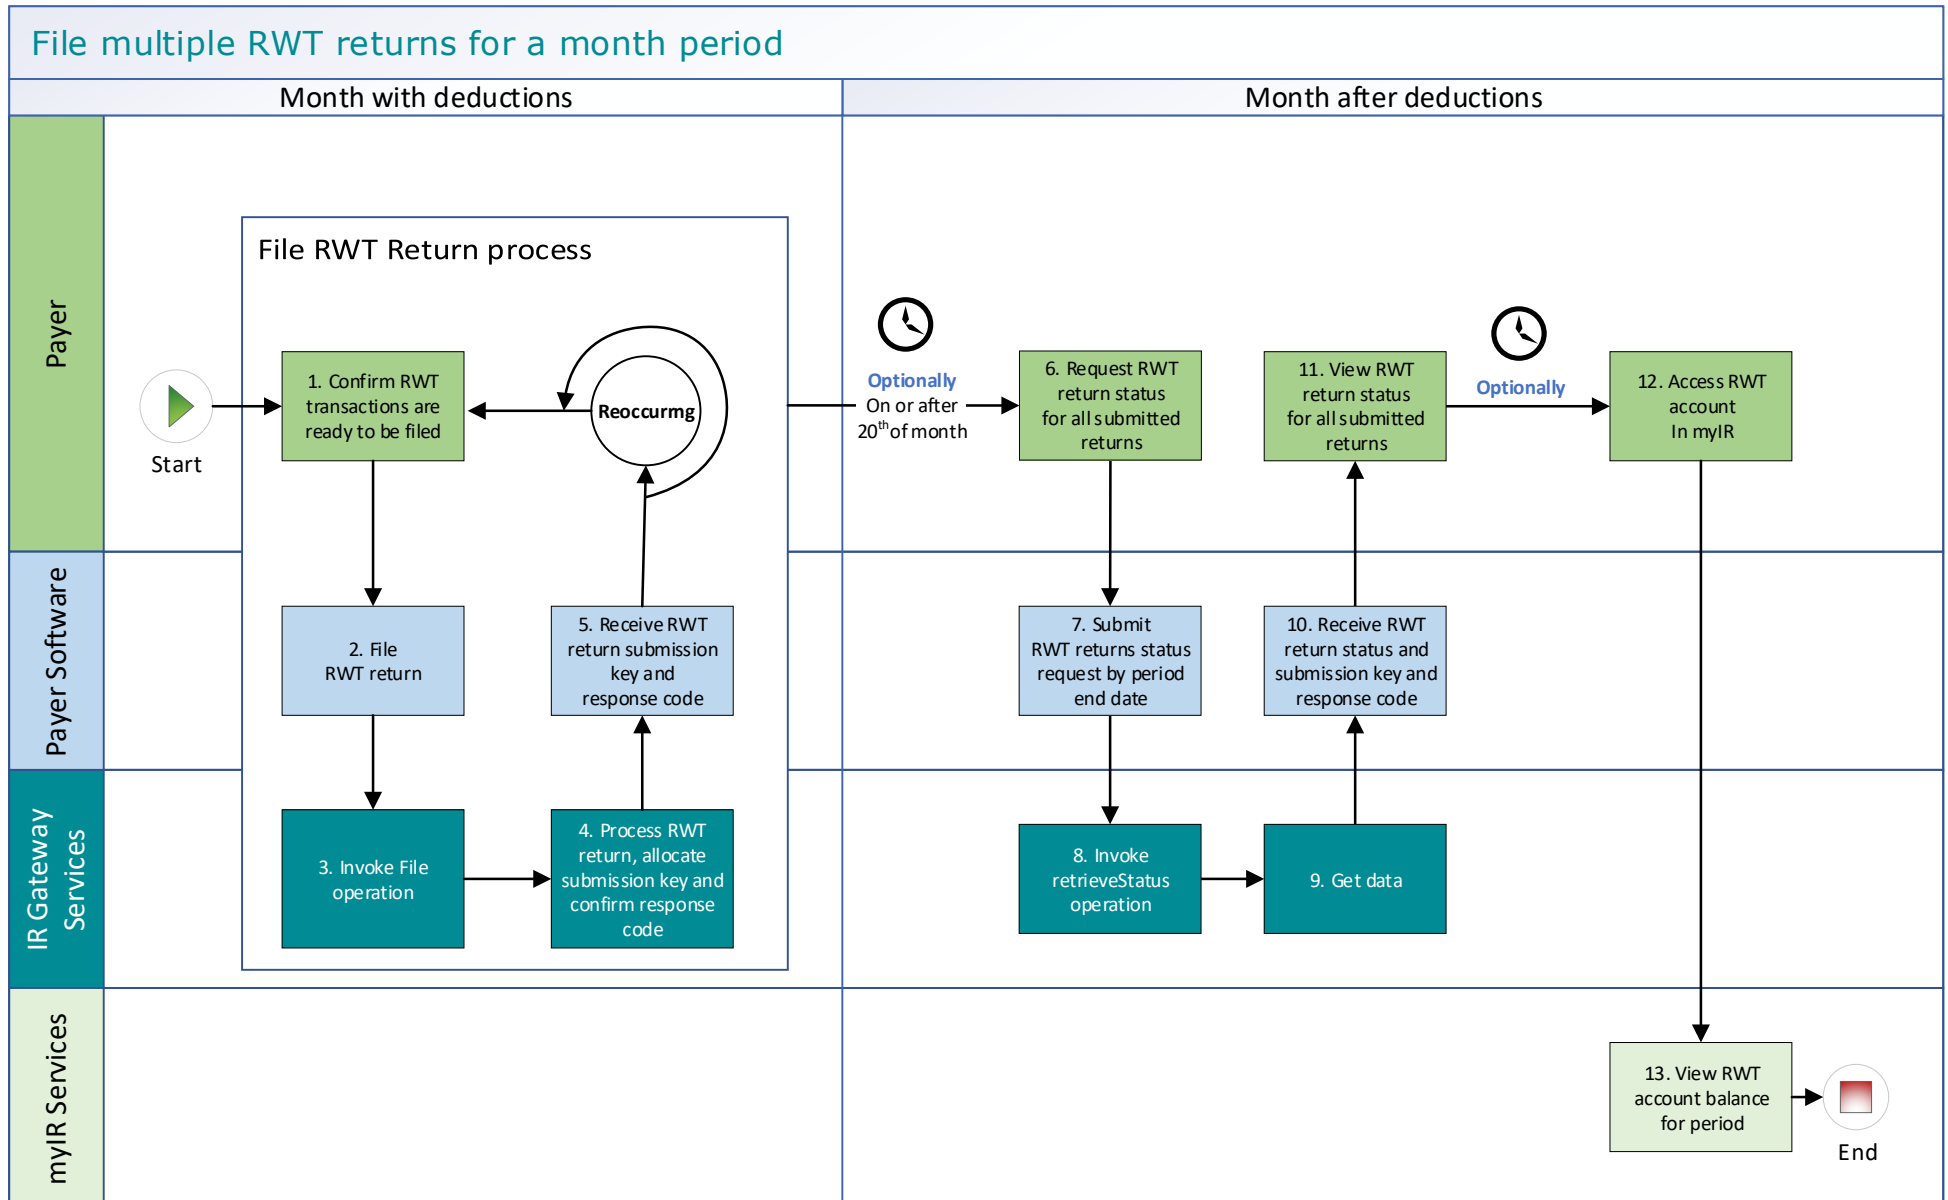 File multiple RWT returns for a month period
Month with deductions
Month after deductions
Payer
File RWT Return process
Start
1. Confirm RWT
transactions are
ready to be filed
Reoccurmg
Optionally
On or after
20th of month
6. Request RWT
return status
for all submitted
returns
11. View RWT
return status
for all submitted
returns
Optionally
12. Access RWT
account
In myIR
Payer Software
2. File
RWT return
5. Receive RWT
return submission
key and
response code
7. Submit
RWT returns status
request by period
end date
10. Receive RWT
return status and
submission key and
response code
IR Gateway
Services
3. Invoke File
operation
4. Process RWT
return, allocate
submission key and
confirm response
code
8. Invoke
retrieveStatus
operation
9. Get data
myIR Services
13. View RWT
account balance
for period
End